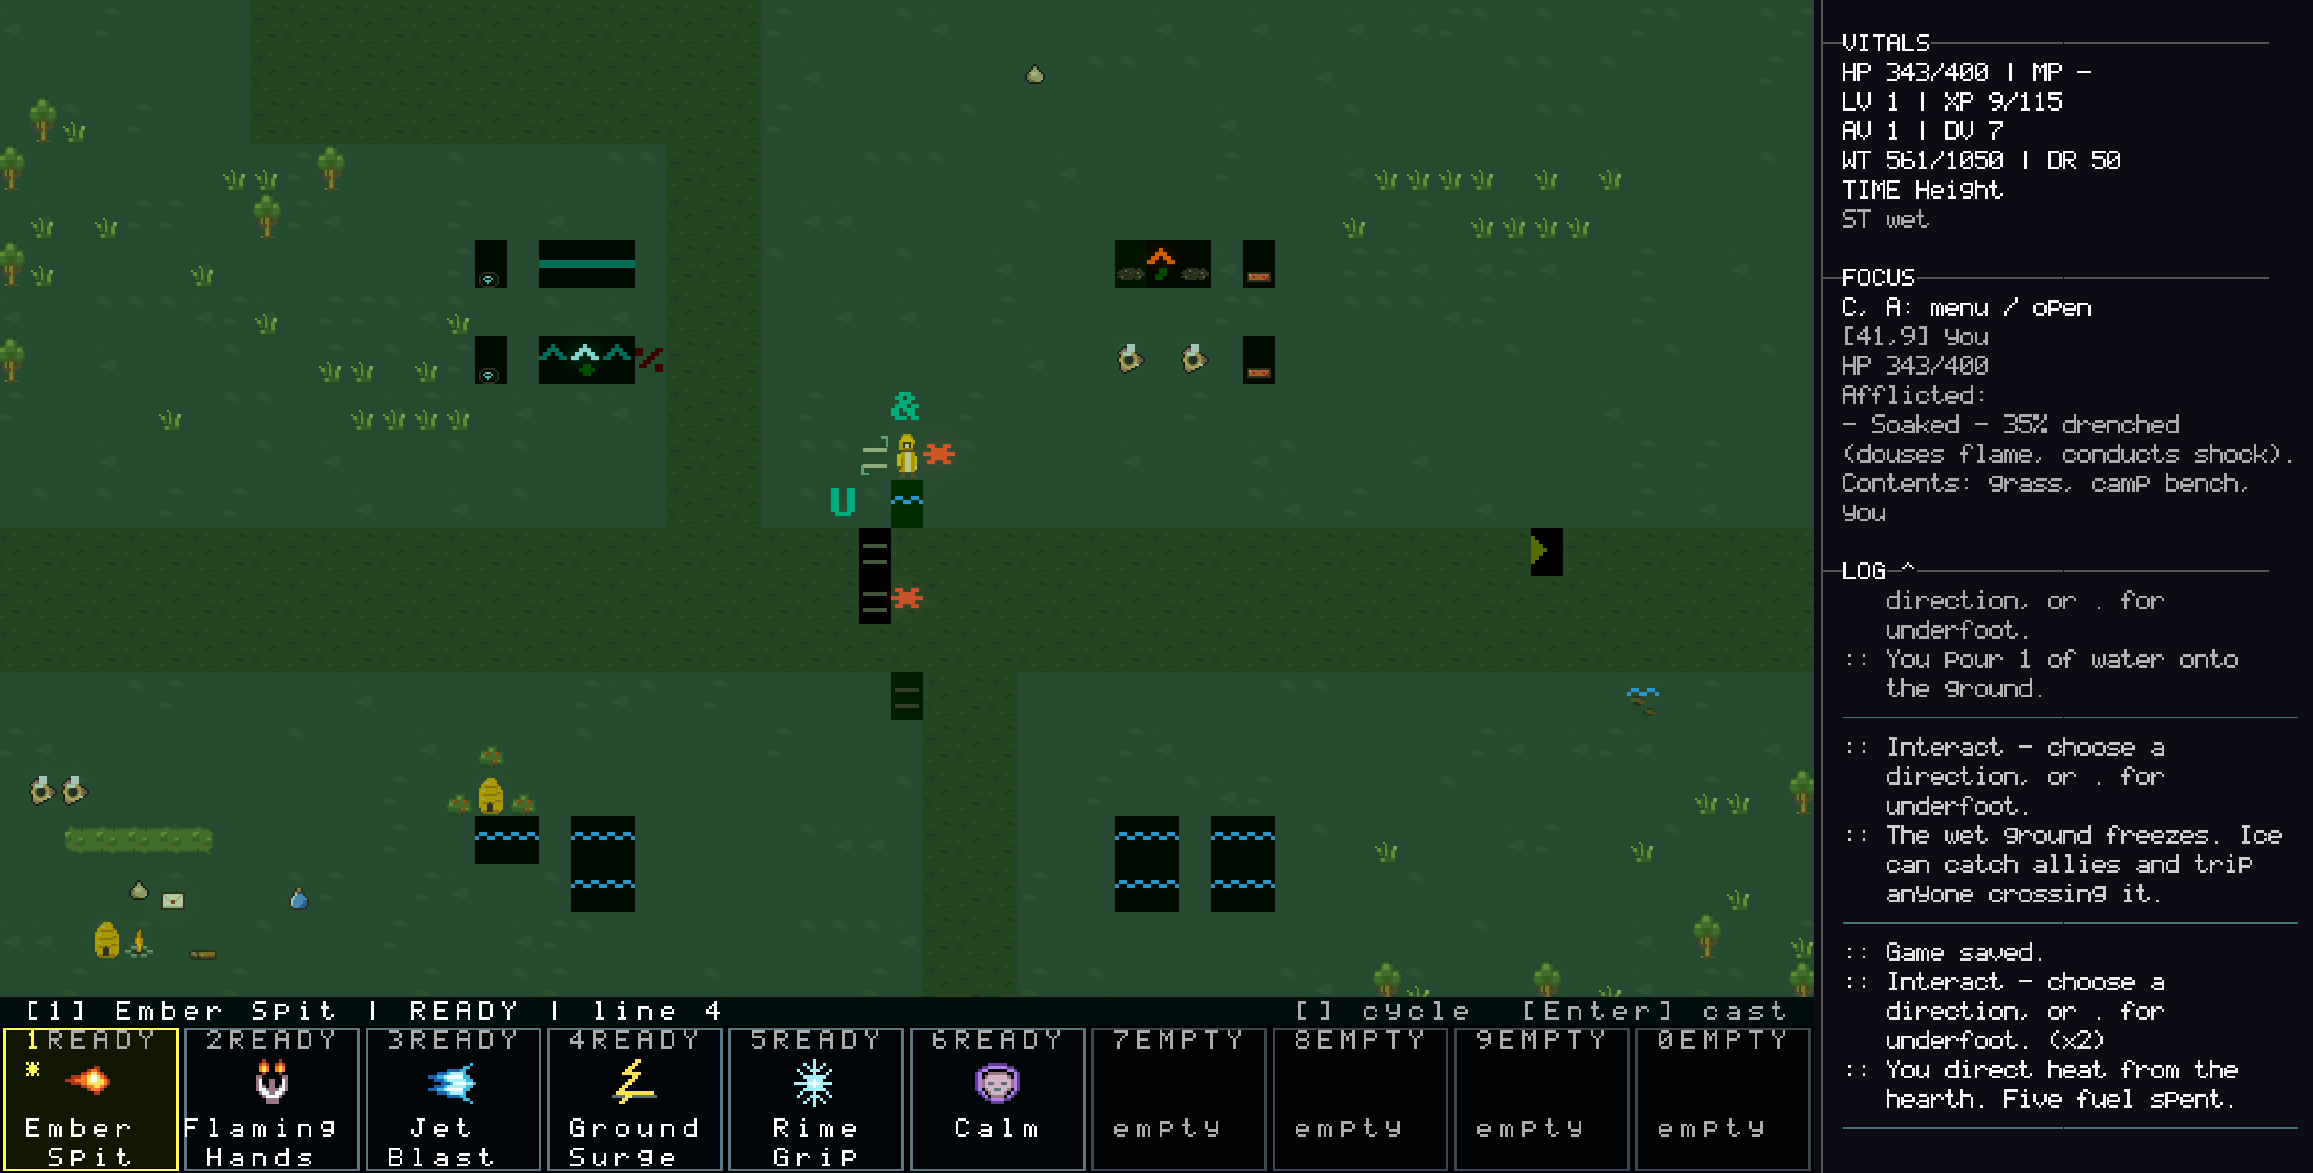 VITALS
HP 343/400 | MP -
LV 1 | XP 9/115
AV 1 | DV 7
WT 561/1050 | DR 50
TIME Height
ST wet
FOCUS
C, A: menu / open
[41,9] You
HP 343/400
Afflicted:
- Soaked - 35% drenched
(douses flame, conducts shock).
Contents: grass, camp bench,
you
LOG ^
direction, or . for
underfoot.
:: You pour 1 of water onto
the ground.
:: Interact - choose a
direction, or . for
underfoot.
:: The wet ground freezes. Ice
can catch allies and trip
anyone crossing it.
:: Game saved.
:: Interact - choose a
direction, or . for
underfoot. (x2)
:: You direct heat from the
hearth. Five fuel spent.
&
U
[1] Ember Spit | READY | line 4
[] cycle [Enter] cast
1READY 2READY 3READY 4READY 5READY 6READY 7EMPTY 8EMPTY 9EMPTY 0EMPTY
Ember Flaming Jet Ground Rime Calm empty empty empty empty
Spit Hands Blast Surge Grip